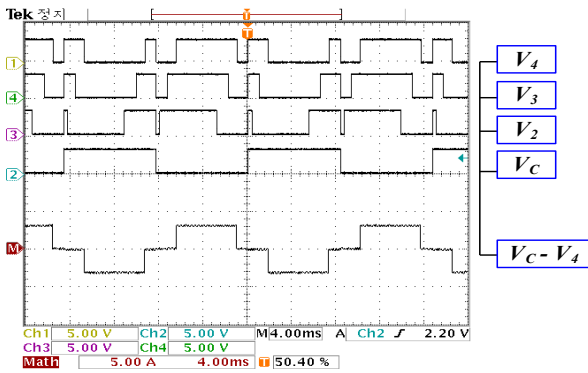 Tek 정지
T
T
1
4
3
2
M
V4
V3
V2
VC
VC - V4
Ch1 5.00 V Ch2 5.00 V M 4.00ms A Ch2 2.20 V
Ch3 5.00 V Ch4 5.00 V
Math 5.00 A 4.00ms T 50.40 %